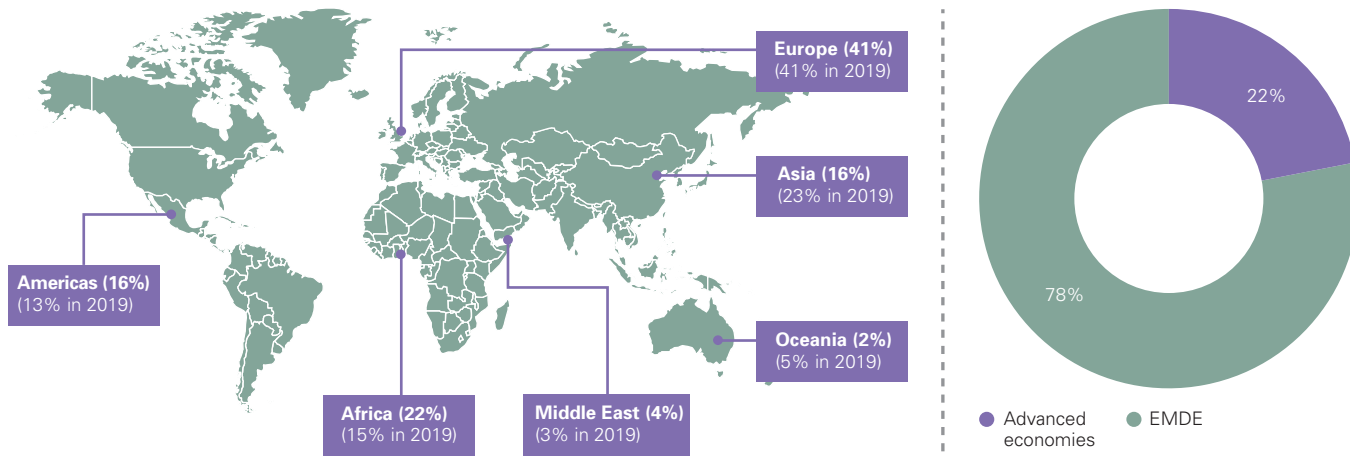 Europe (41%)
(41% in 2019)
Asia (16%)
(23% in 2019)
Americas (16%)
(13% in 2019)
Oceania (2%)
(5% in 2019)
Africa (22%)
(15% in 2019)
Middle East (4%)
(3% in 2019)
22%
78%
Advanced
economies
EMDE